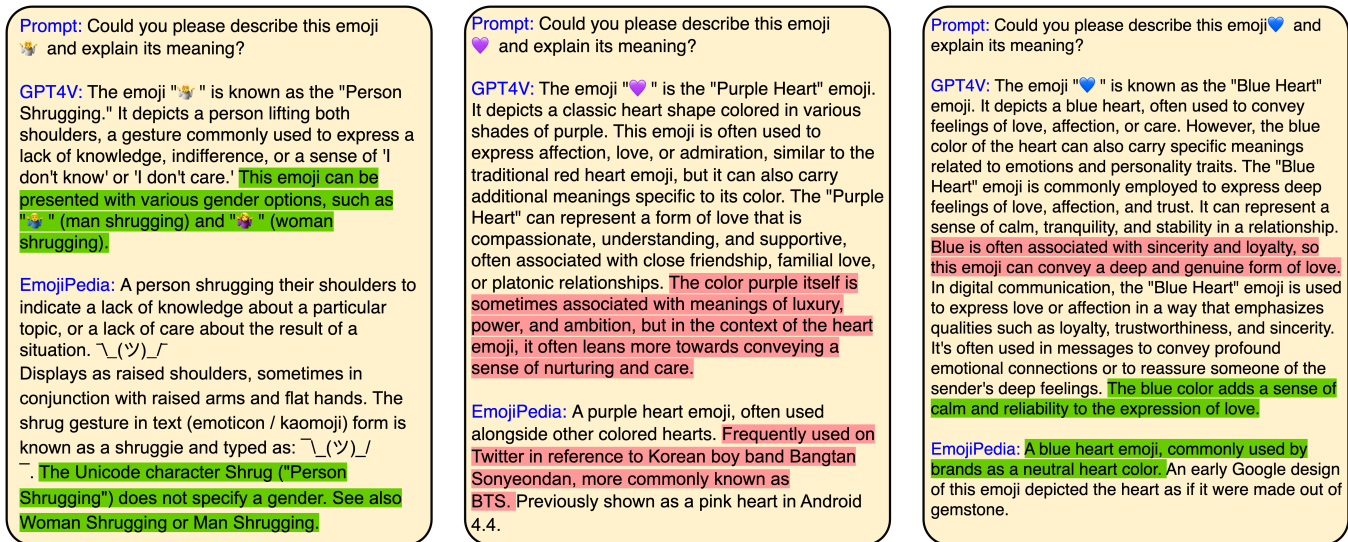 Prompt: Could you please describe this emoji
🤷 and explain its meaning?
GPT4V: The emoji "🤷 " is known as the "Person
Shrugging." It depicts a person lifting both
shoulders, a gesture commonly used to express a
lack of knowledge, indifference, or a sense of 'I
don't know' or 'I don't care.' This emoji can be
presented with various gender options, such as
"🤷‍♂️ " (man shrugging) and "🤷‍♀️ " (woman
shrugging).
EmojiPedia: A person shrugging their shoulders to
indicate a lack of knowledge about a particular
topic, or a lack of care about the result of a
situation. ¯\_(ツ)_/¯
Displays as raised shoulders, sometimes in
conjunction with raised arms and flat hands. The
shrug gesture in text (emoticon / kaomoji) form is
known as a shruggie and typed as: ¯\_(ツ)_/
¯. The Unicode character Shrug ("Person
Shrugging") does not specify a gender. See also
Woman Shrugging or Man Shrugging.
Prompt: Could you please describe this emoji
💜 and explain its meaning?
GPT4V: The emoji "💜 " is the "Purple Heart" emoji.
It depicts a classic heart shape colored in various
shades of purple. This emoji is often used to
express affection, love, or admiration, similar to the
traditional red heart emoji, but it can also carry
additional meanings specific to its color. The "Purple
Heart" can represent a form of love that is
compassionate, understanding, and supportive,
often associated with close friendship, familial love,
or platonic relationships. The color purple itself is
sometimes associated with meanings of luxury,
power, and ambition, but in the context of the heart
emoji, it often leans more towards conveying a
sense of nurturing and care.
EmojiPedia: A purple heart emoji, often used
alongside other colored hearts. Frequently used on
Twitter in reference to Korean boy band Bangtan
Sonyeondan, more commonly known as
BTS. Previously shown as a pink heart in Android
4.4.
Prompt: Could you please describe this emoji💙 and
explain its meaning?
GPT4V: The emoji "💙 " is known as the "Blue Heart"
emoji. It depicts a blue heart, often used to convey
feelings of love, affection, or care. However, the blue
color of the heart can also carry specific meanings
related to emotions and personality traits. The "Blue
Heart" emoji is commonly employed to express deep
feelings of love, affection, and trust. It can represent a
sense of calm, tranquility, and stability in a relationship.
Blue is often associated with sincerity and loyalty, so
this emoji can convey a deep and genuine form of love.
In digital communication, the "Blue Heart" emoji is used
to express love or affection in a way that emphasizes
qualities such as loyalty, trustworthiness, and sincerity.
It's often used in messages to convey profound
emotional connections or to reassure someone of the
sender's deep feelings. The blue color adds a sense of
calm and reliability to the expression of love.
EmojiPedia: A blue heart emoji, commonly used by
brands as a neutral heart color. An early Google design
of this emoji depicted the heart as if it were made out of
gemstone.